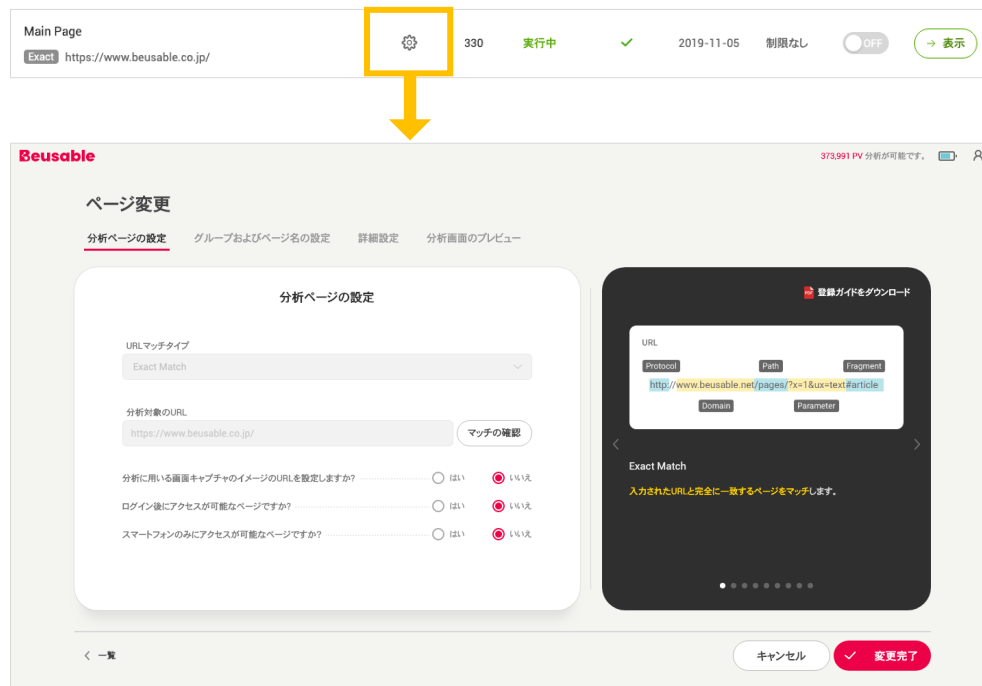 Main Page
Exact https://www.beusable.co.jp/
330 実行中 2019-11-05 制限なし OFF → 表示
Beusable
373,991 PV 分析が可能です。
ページ変更
分析ページの設定 グループおよびページ名の設定 詳細設定 分析画面のプレビュー
分析ページの設定
URLマッチタイプ
Exact Match
分析対象のURL
https://www.beusable.co.jp/ マッチの確認
分析に用いる画面キャプチャのイメージのURLを設定しますか? はい いいえ
ログイン後にアクセスが可能なページですか? はい いいえ
スマートフォンのみにアクセスが可能なページですか? はい いいえ
PDF 登録ガイドをダウンロード
URL
Protocol Path Fragment
http://www.beusable.net/pages/?x=1&ux=text#article
Domain Parameter
Exact Match
入力されたURLと完全に一致するページをマッチします。
一覧 キャンセル 変更完了